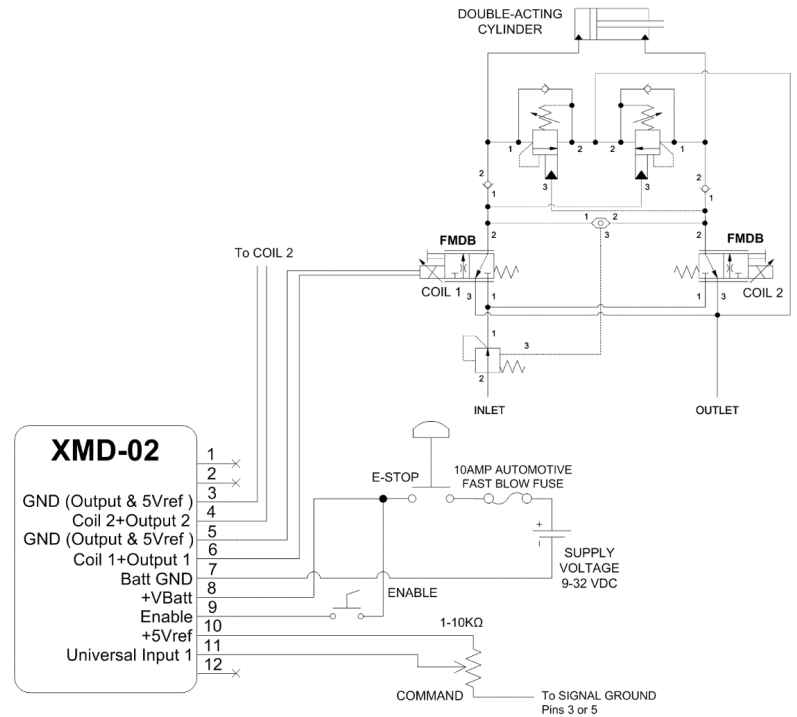 DOUBLE-ACTING
CYLINDER
1
2
2
1
3
3
2
1
2
1
1
2
3
2
2
FMDB
FMDB
To COIL 2
COIL 1
3
1
1
3
COIL 2
1
3
2
INLET
OUTLET
XMD-02
1
2
GND (Output & 5Vref )
3
Coil 2+Output 2
4
GND (Output & 5Vref )
5
Coil 1+Output 1
6
Batt GND
7
+VBatt
8
Enable
9
+5Vref
10
Universal Input 1
11
12
E-STOP
10AMP AUTOMOTIVE
FAST BLOW FUSE
+
–
SUPPLY
VOLTAGE
9-32 VDC
ENABLE
1-10KΩ
COMMAND
To SIGNAL GROUND
Pins 3 or 5